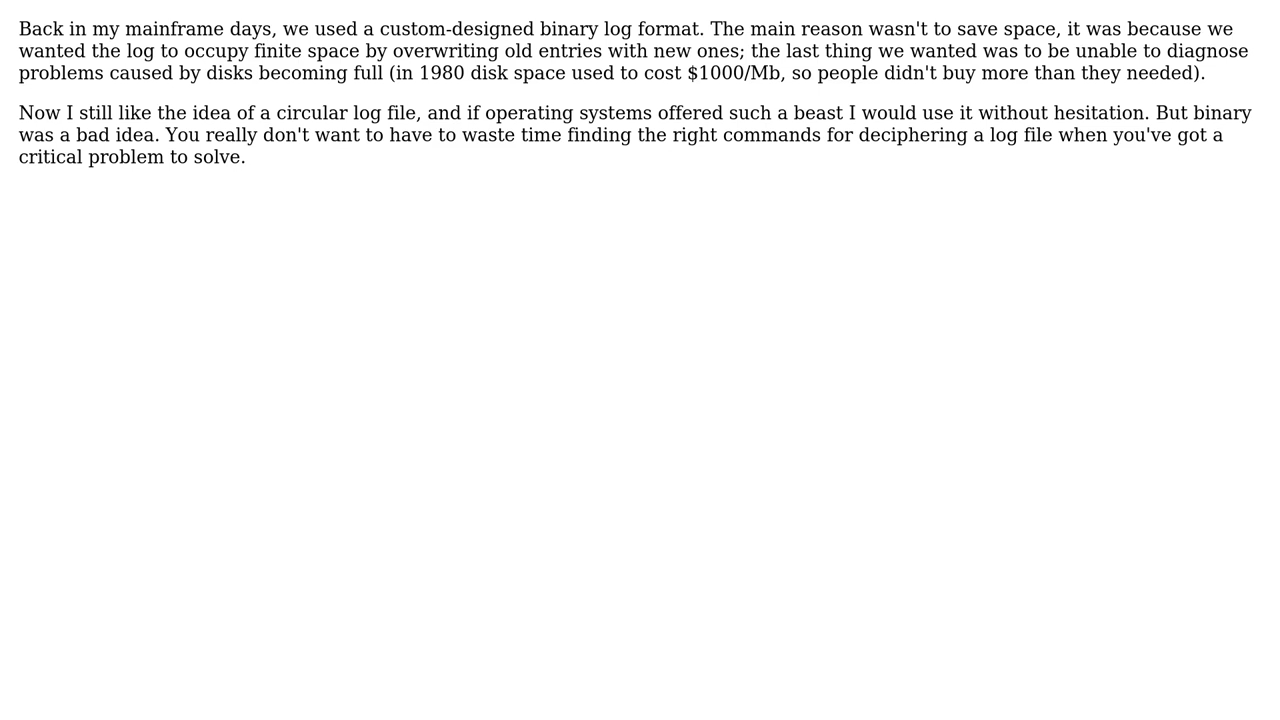 Back in my mainframe days, we used a custom-designed binary log format. The main reason wasn't to save space, it was because we
wanted the log to occupy finite space by overwriting old entries with new ones; the last thing we wanted was to be unable to diagnose
problems caused by disks becoming full (in 1980 disk space used to cost $1000/Mb, so people didn't buy more than they needed).
Now I still like the idea of a circular log file, and if operating systems offered such a beast I would use it without hesitation. But binary
was a bad idea. You really don't want to have to waste time finding the right commands for deciphering a log file when you've got a
critical problem to solve.